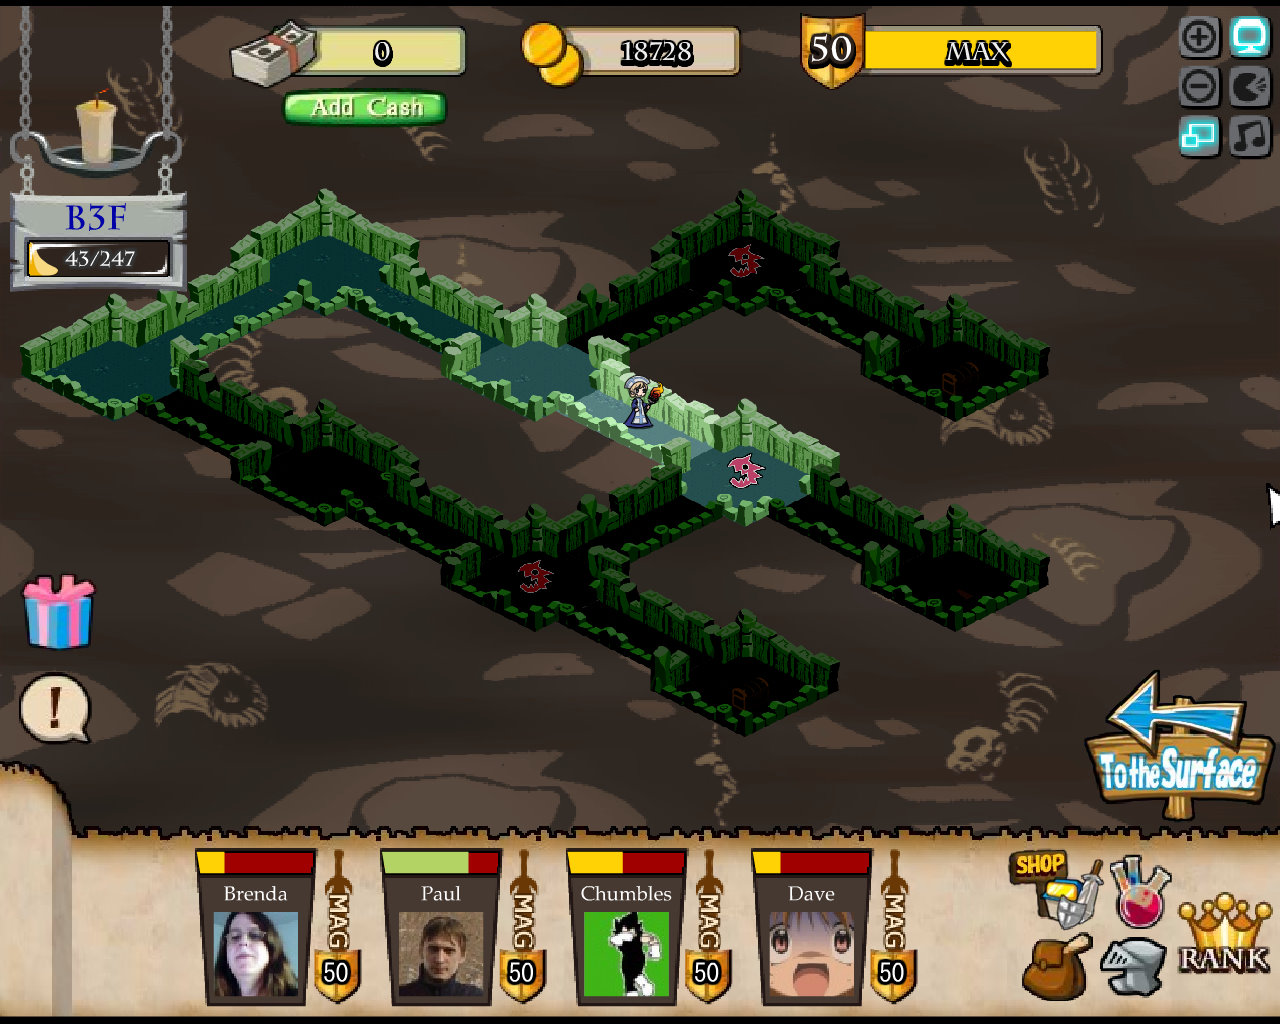 0
18728
50
MAX
Add Cash
B3F
43/247
!
To the Surface
Brenda
MAG
50
Paul
MAG
50
Chumbles
MAG
50
Dave
MAG
50
SHOP
RANK